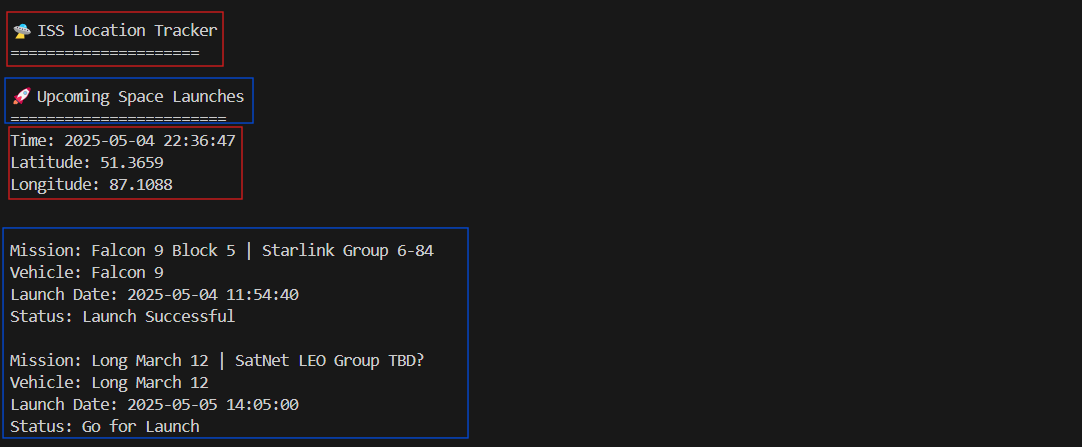 🛸 ISS Location Tracker
=====================
🚀 Upcoming Space Launches
========================
Time: 2025-05-04 22:36:47
Latitude: 51.3659
Longitude: 87.1088
Mission: Falcon 9 Block 5 | Starlink Group 6-84
Vehicle: Falcon 9
Launch Date: 2025-05-04 11:54:40
Status: Launch Successful
Mission: Long March 12 | SatNet LEO Group TBD?
Vehicle: Long March 12
Launch Date: 2025-05-05 14:05:00
Status: Go for Launch